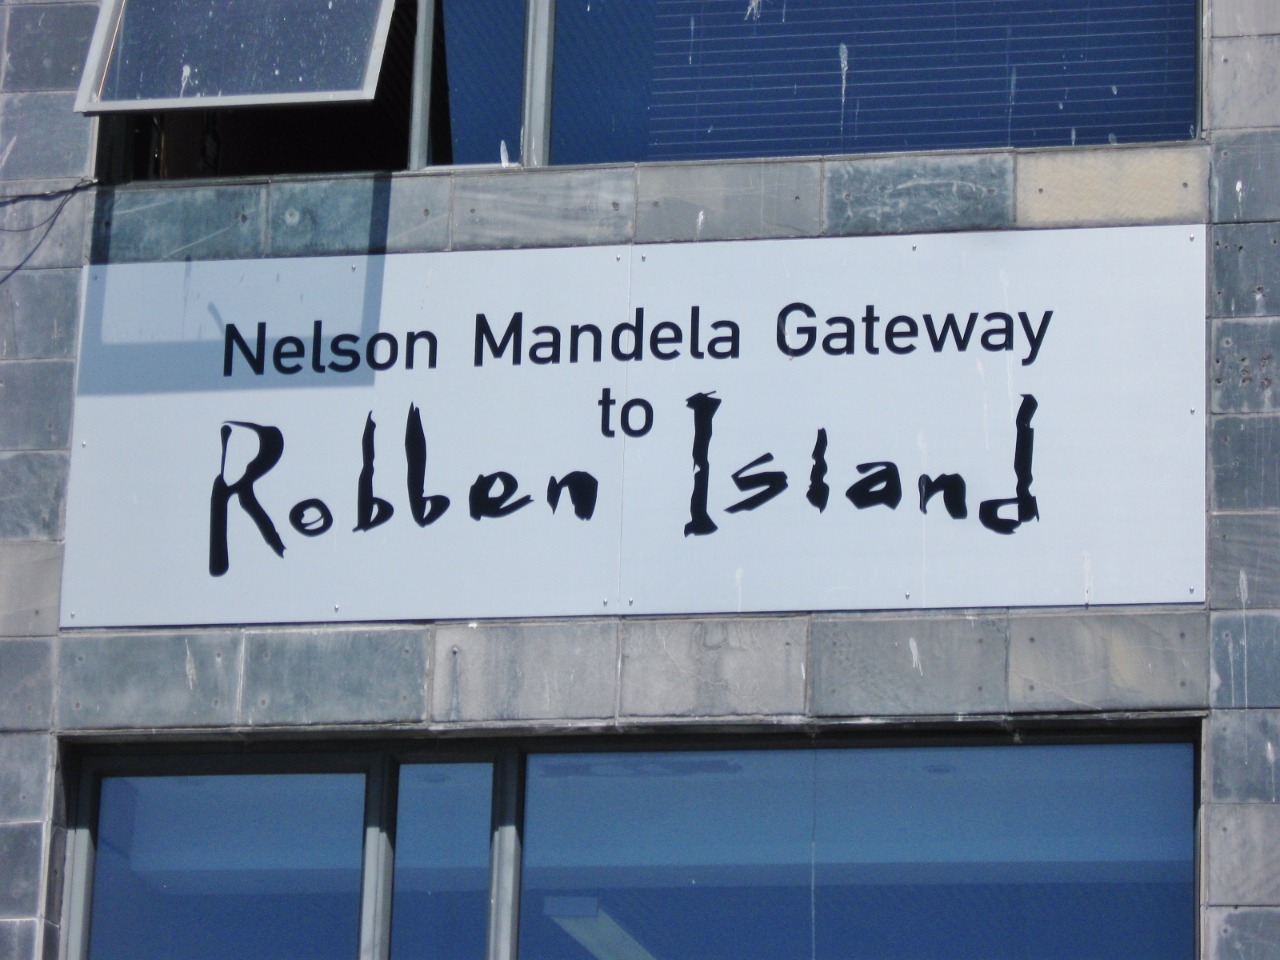 Nelson Mandela Gateway
to
Robben Island